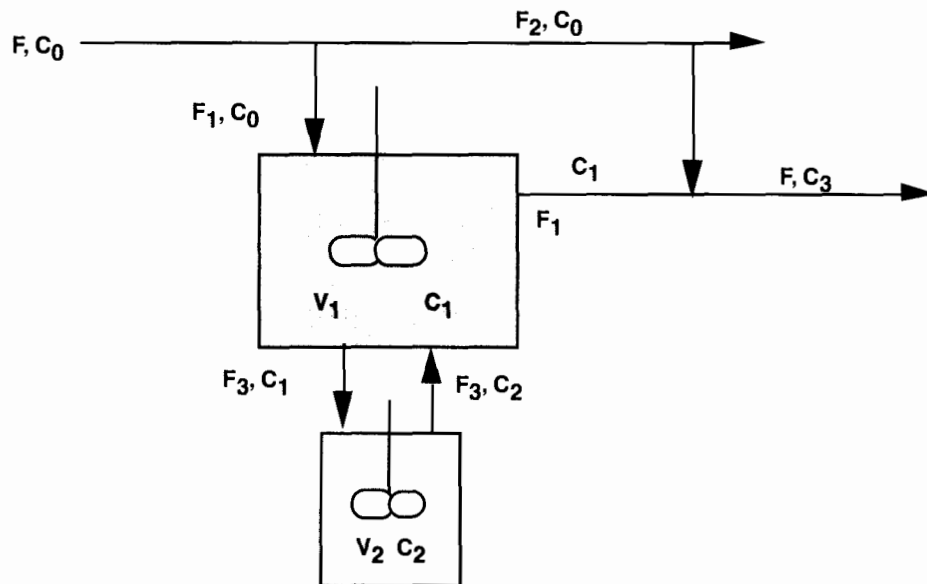 F₂, C₀
F, C₀
F₁, C₀
C₁
F, C₃
F₁
V₁ C₁
F₃, C₁
F₃, C₂
V₂ C₂